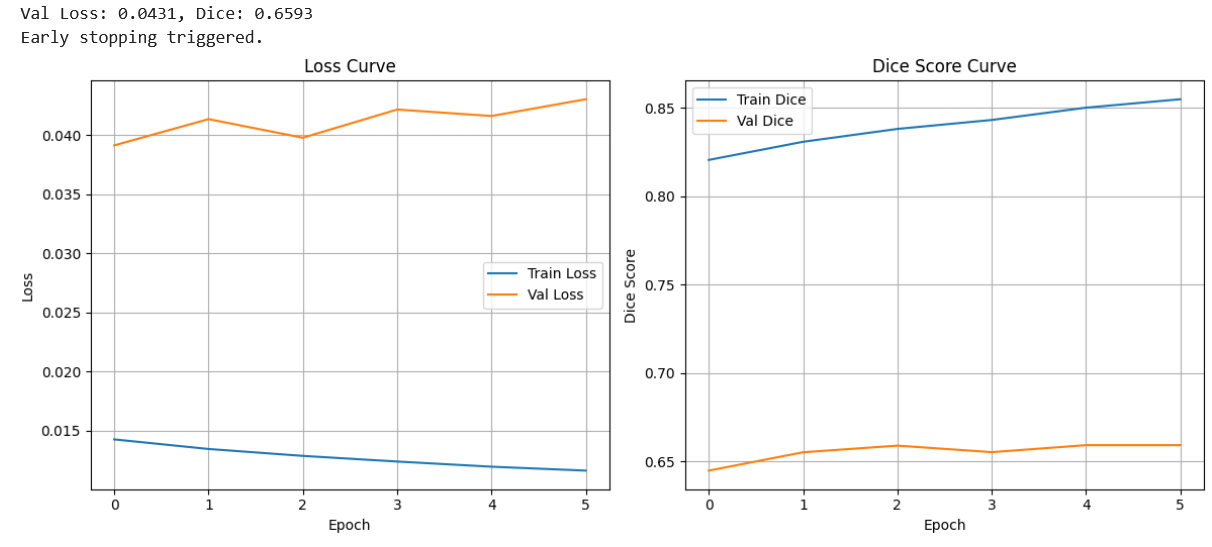 Val Loss: 0.0431, Dice: 0.6593
Early stopping triggered.
Loss Curve
0.040
0.035
0.030
0.025
0.020
0.015
Loss
Train Loss
Val Loss
0 1 2 3 4 5
Epoch
Dice Score Curve
Train Dice
Val Dice
0.85
0.80
0.75
0.70
0.65
Dice Score
0 1 2 3 4 5
Epoch